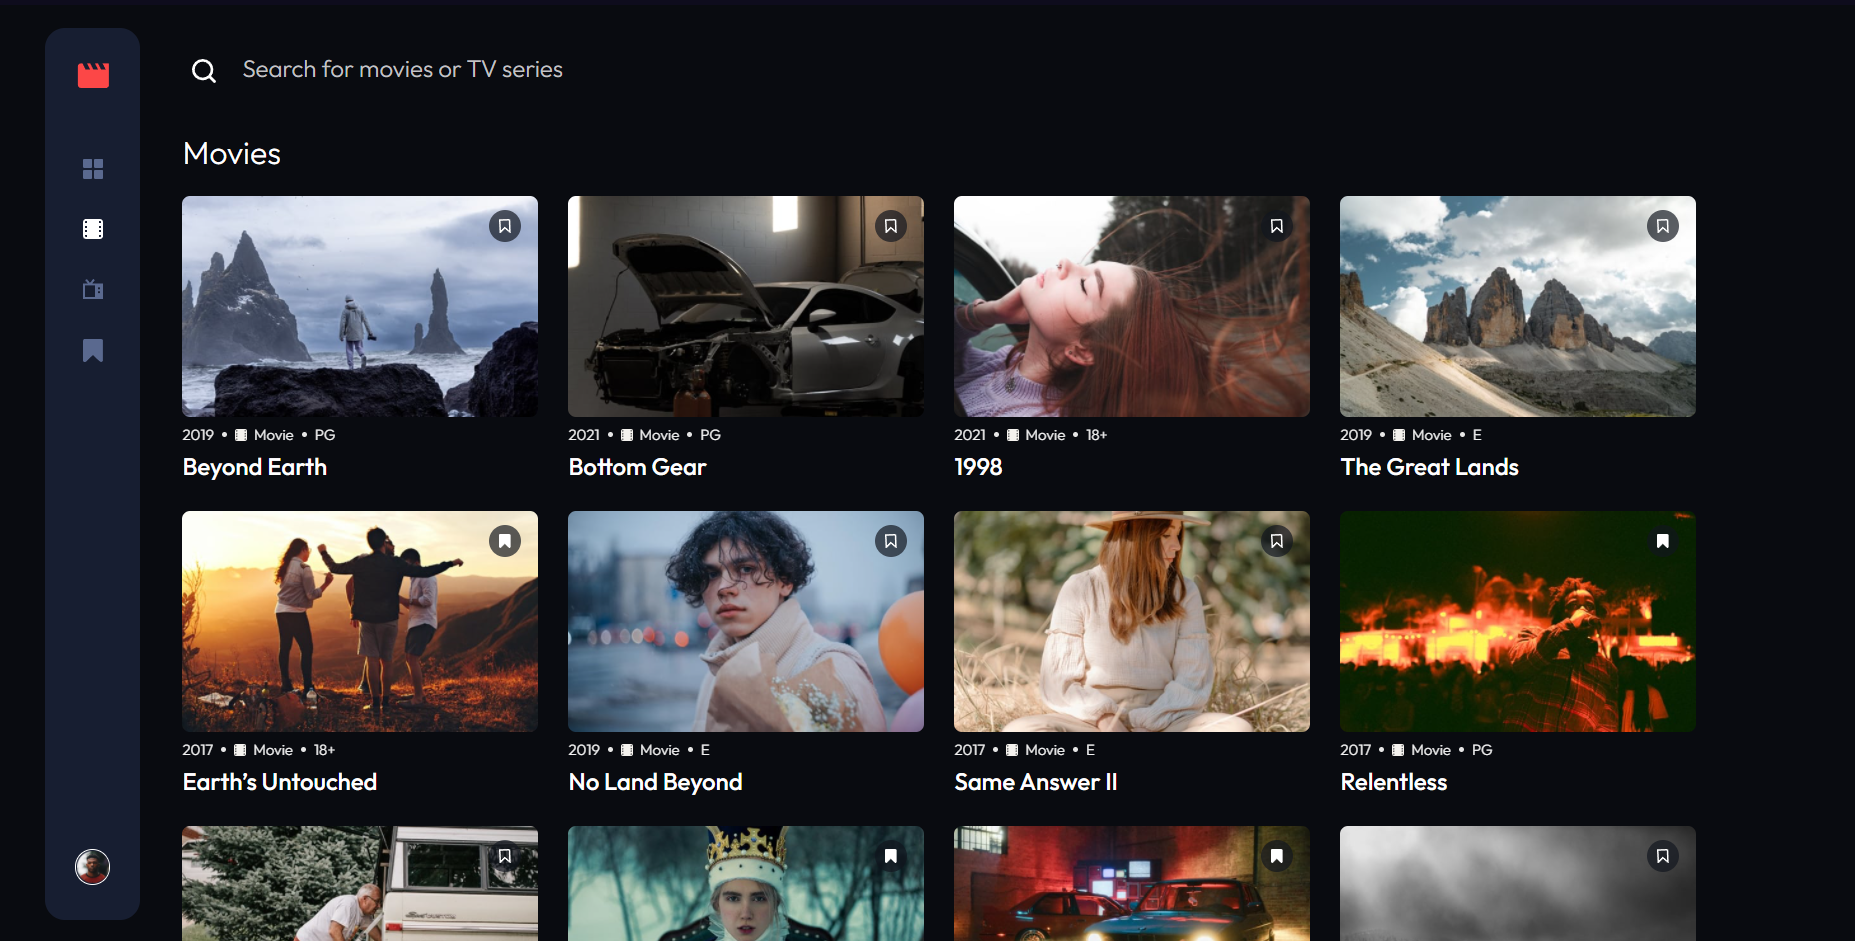 Search for movies or TV series
Movies
2019 • Movie • PG
Beyond Earth
2021 • Movie • PG
Bottom Gear
2021 • Movie • 18+
1998
2019 • Movie • E
The Great Lands
2017 • Movie • 18+
Earth’s Untouched
2019 • Movie • E
No Land Beyond
2017 • Movie • E
Same Answer II
2017 • Movie • PG
Relentless